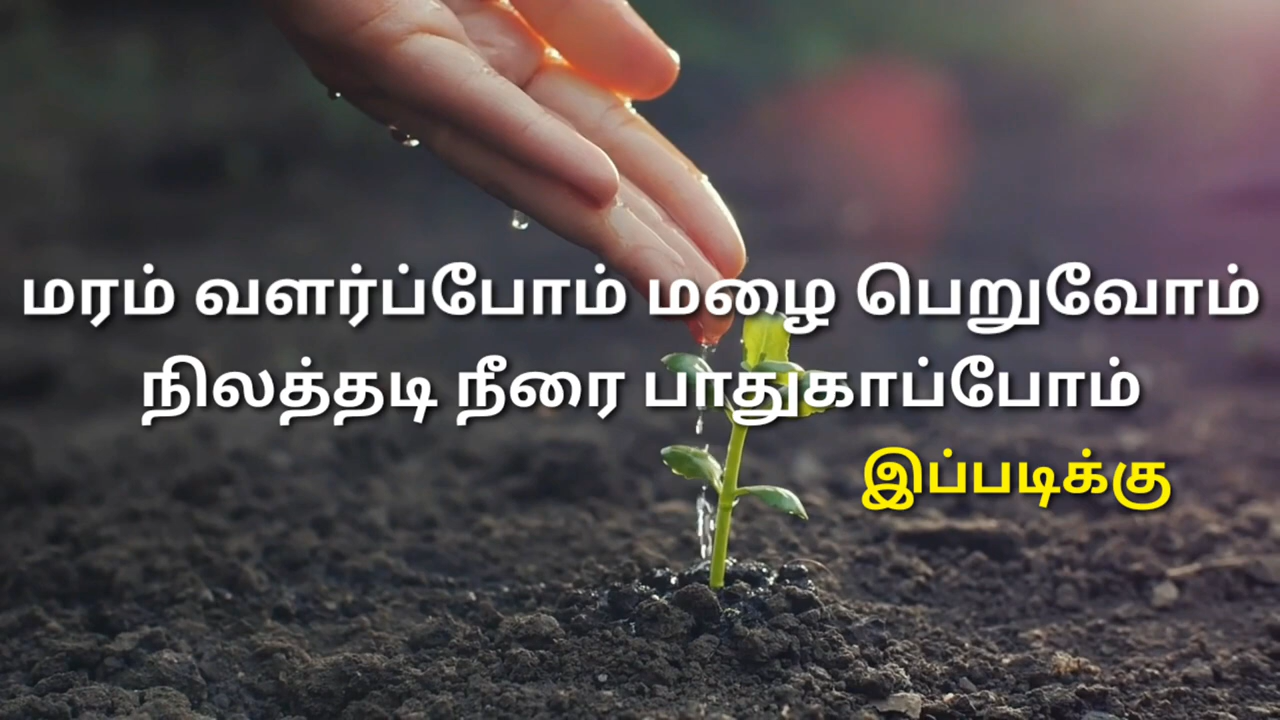 மரம் வளர்ப்போம் மழை பெறுவோம்
நிலத்தடி நீரை பாதுகாப்போம்
இப்படிக்கு